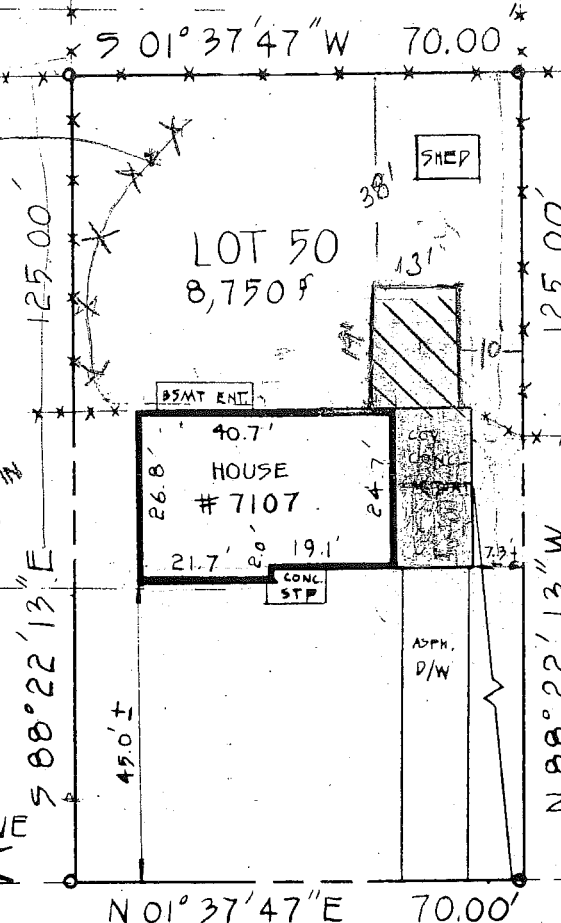 S 01° 37' 47" W 70.00'
SHED
38'
125.00'
LOT 50
8,750
13'
125.00'
19'
10
BSMT ENT.
40.7'
COV
CONC.
26.8'
HOUSE
# 7107
24.7'
21.7'
2.0'
19.1'
7.3'±
CONC.
STP
S 88° 22' 13" E
ASPH.
D/W
45.0' ±
N 88° 22' 13" W
VE
N 01° 37' 47" E 70.00'